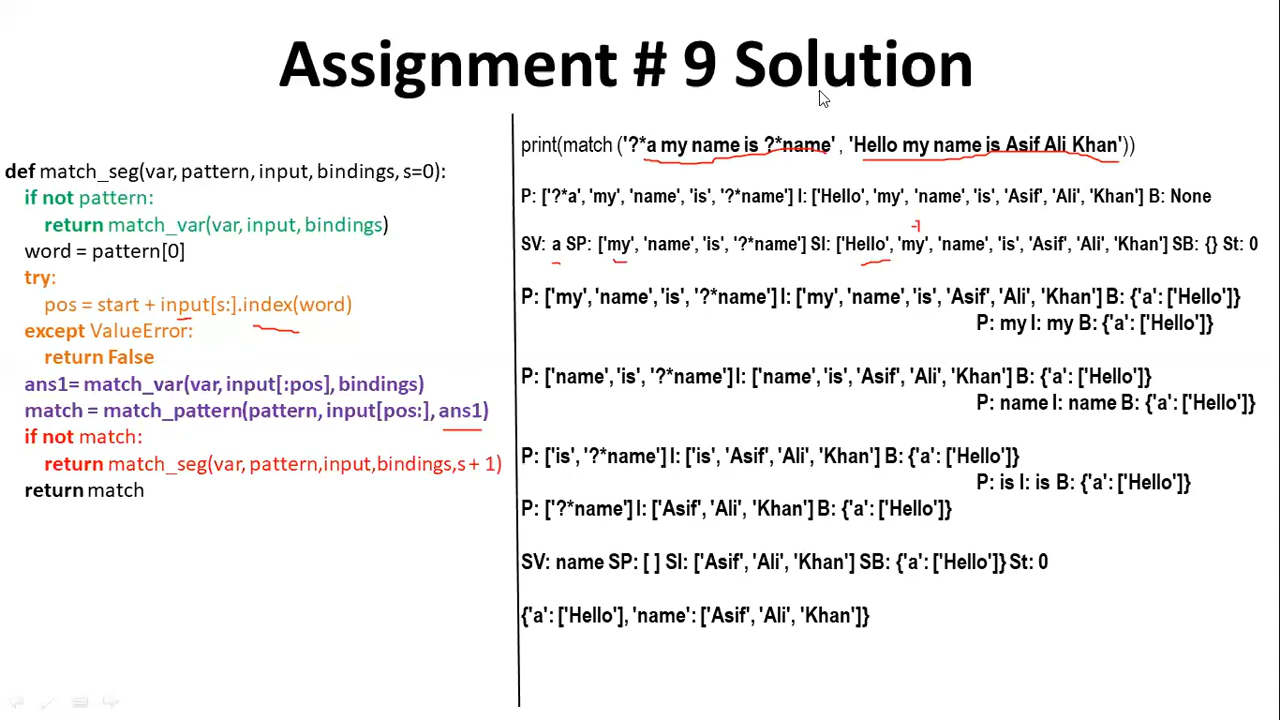 Assignment # 9 Solution
def match_seg(var, pattern, input, bindings, s=0):
if not pattern:
return match_var(var, input, bindings)
word = pattern[0]
try:
pos = start + input[s:].index(word)
except ValueError:
return False
ans1= match_var(var, input[:pos], bindings)
match = match_pattern(pattern, input[pos:], ans1)
if not match:
return match_seg(var, pattern,input,bindings,s + 1)
return match
print(match ('?*a my name is ?*name' , 'Hello my name is Asif Ali Khan'))
P: ['?*a', 'my', 'name', 'is', '?*name'] I: ['Hello', 'my', 'name', 'is', 'Asif', 'Ali', 'Khan'] B: None
-1
SV: a SP: ['my', 'name', 'is', '?*name'] SI: ['Hello', 'my', 'name', 'is', 'Asif', 'Ali', 'Khan'] SB: {} St: 0
P: ['my', 'name', 'is', '?*name'] I: ['my', 'name', 'is', 'Asif', 'Ali', 'Khan'] B: {'a': ['Hello']}
P: my I: my B: {'a': ['Hello']}
P: ['name', 'is', '?*name'] I: ['name', 'is', 'Asif', 'Ali', 'Khan'] B: {'a': ['Hello']}
P: name I: name B: {'a': ['Hello']}
P: ['is', '?*name'] I: ['is', 'Asif', 'Ali', 'Khan'] B: {'a': ['Hello']}
P: is I: is B: {'a': ['Hello']}
P: ['?*name'] I: ['Asif', 'Ali', 'Khan'] B: {'a': ['Hello']}
SV: name SP: [ ] SI: ['Asif', 'Ali', 'Khan'] SB: {'a': ['Hello']} St: 0
{'a': ['Hello'], 'name': ['Asif', 'Ali', 'Khan']}